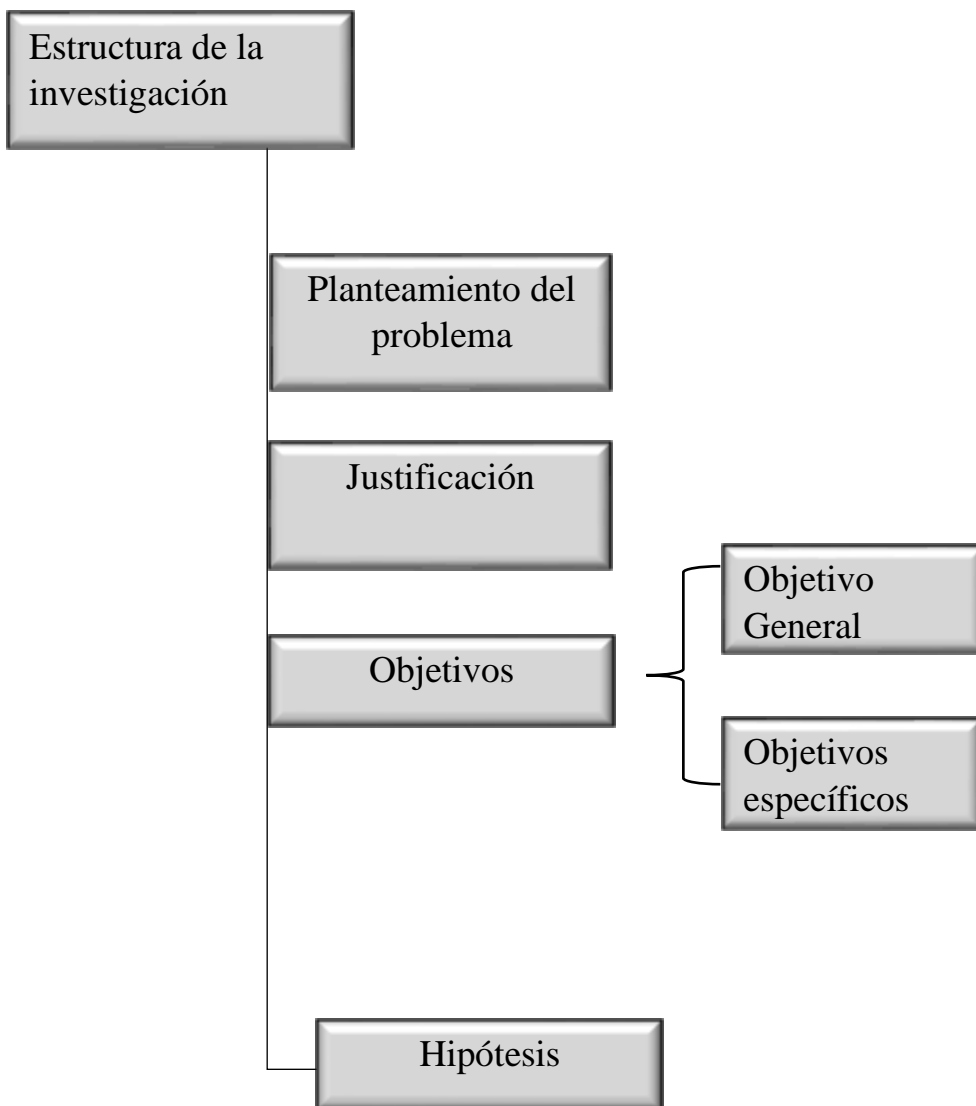 Estructura de la
investigación
Planteamiento del
problema
Justificación
Objetivos
Objetivo
General
Objetivos
específicos
Hipótesis